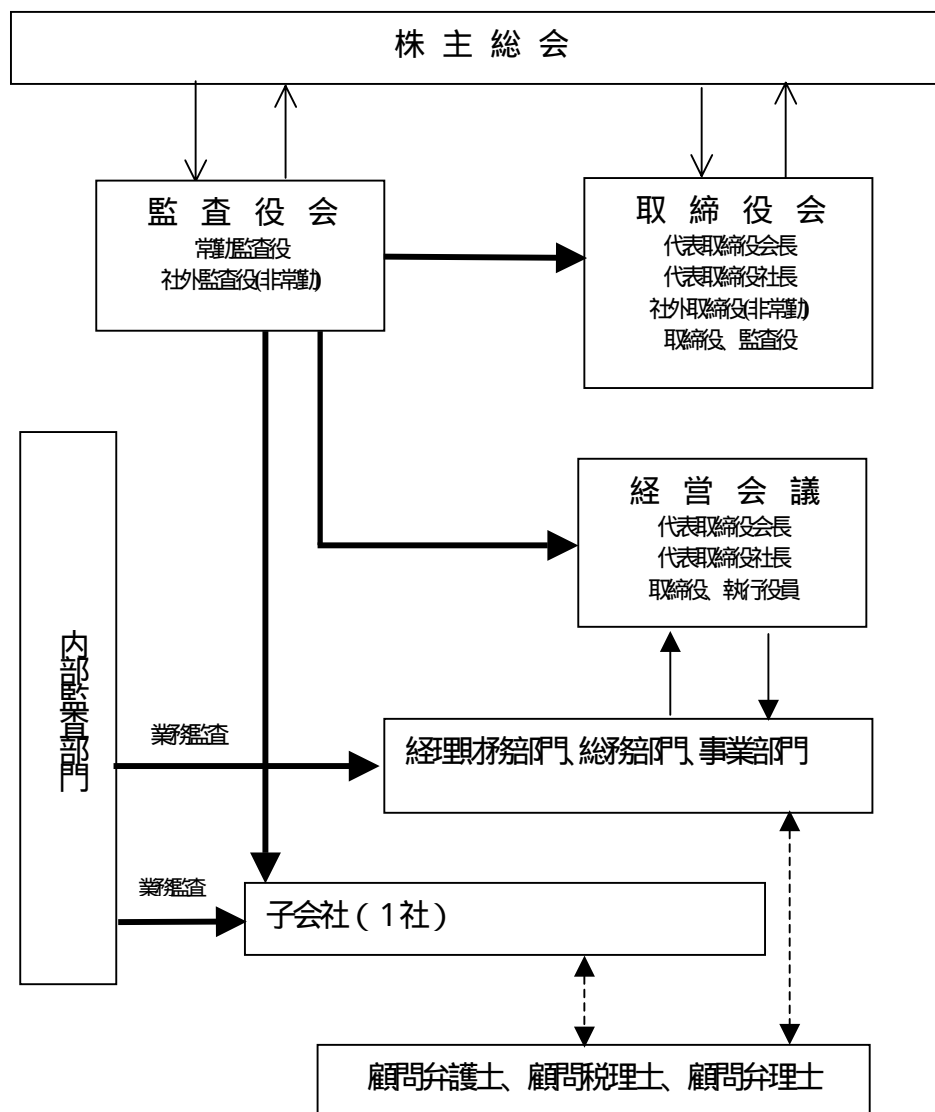 株主総会
監査役会
常勤監査役
社外監査役(非常勤)
取締役会
代表取締役会長
代表取締役社長
社外取締役(非常勤)
取締役、監査役
経営会議
代表取締役会長
代表取締役社長
取締役、執行役員
内部監査部門
業務監査
経理財務部門、総務部門、事業部門
業務監査
子会社(1社)
顧問弁護士、顧問税理士、顧問弁理士